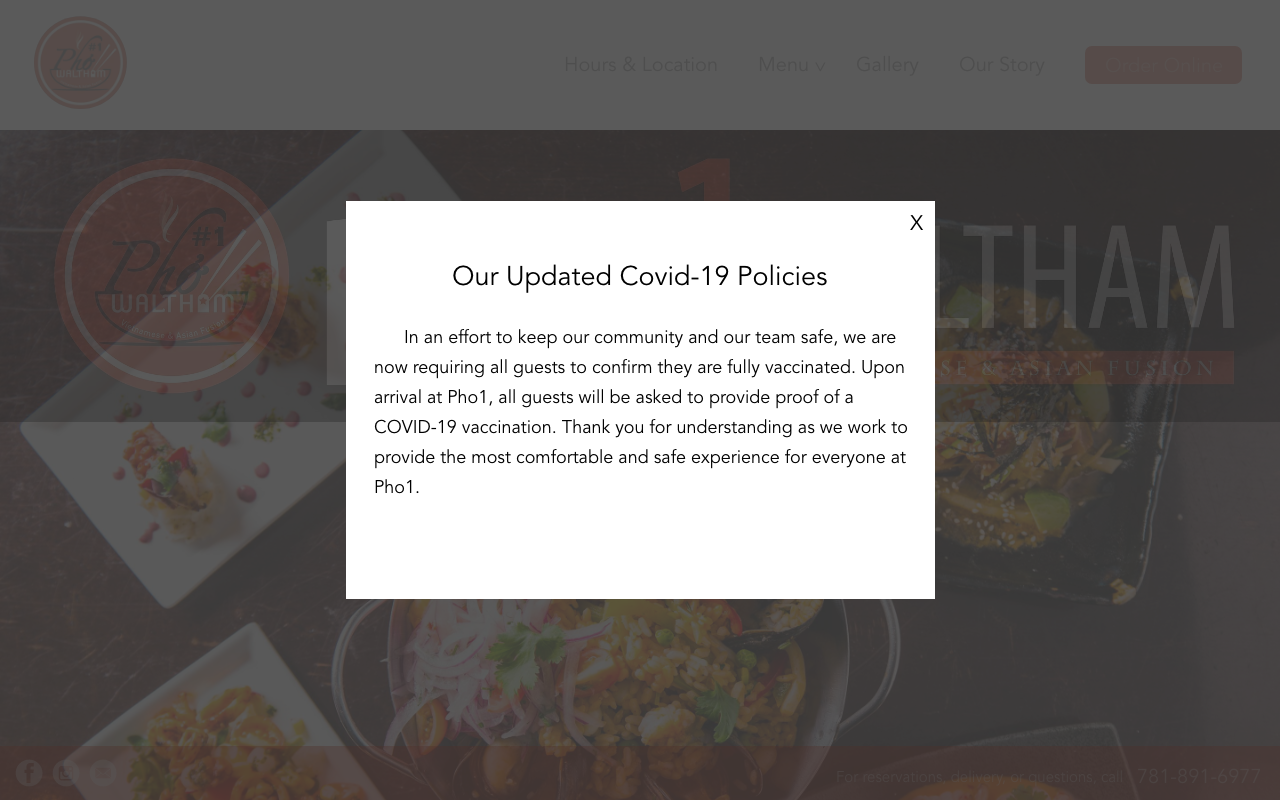 Hours & Location Menu v Gallery Our Story Order Online
Pho
WALTHAM
#1
Pho
WALTHAM
1
LTHAM
SE & ASIAN FUSION
X
Our Updated Covid-19 Policies
In an effort to keep our community and our team safe, we are
now requiring all guests to confirm they are fully vaccinated. Upon
arrival at Pho1, all guests will be asked to provide proof of a
COVID-19 vaccination. Thank you for understanding as we work to
provide the most comfortable and safe experience for everyone at
Pho1.
For reservations, delivery or questions, call 781-891-6977